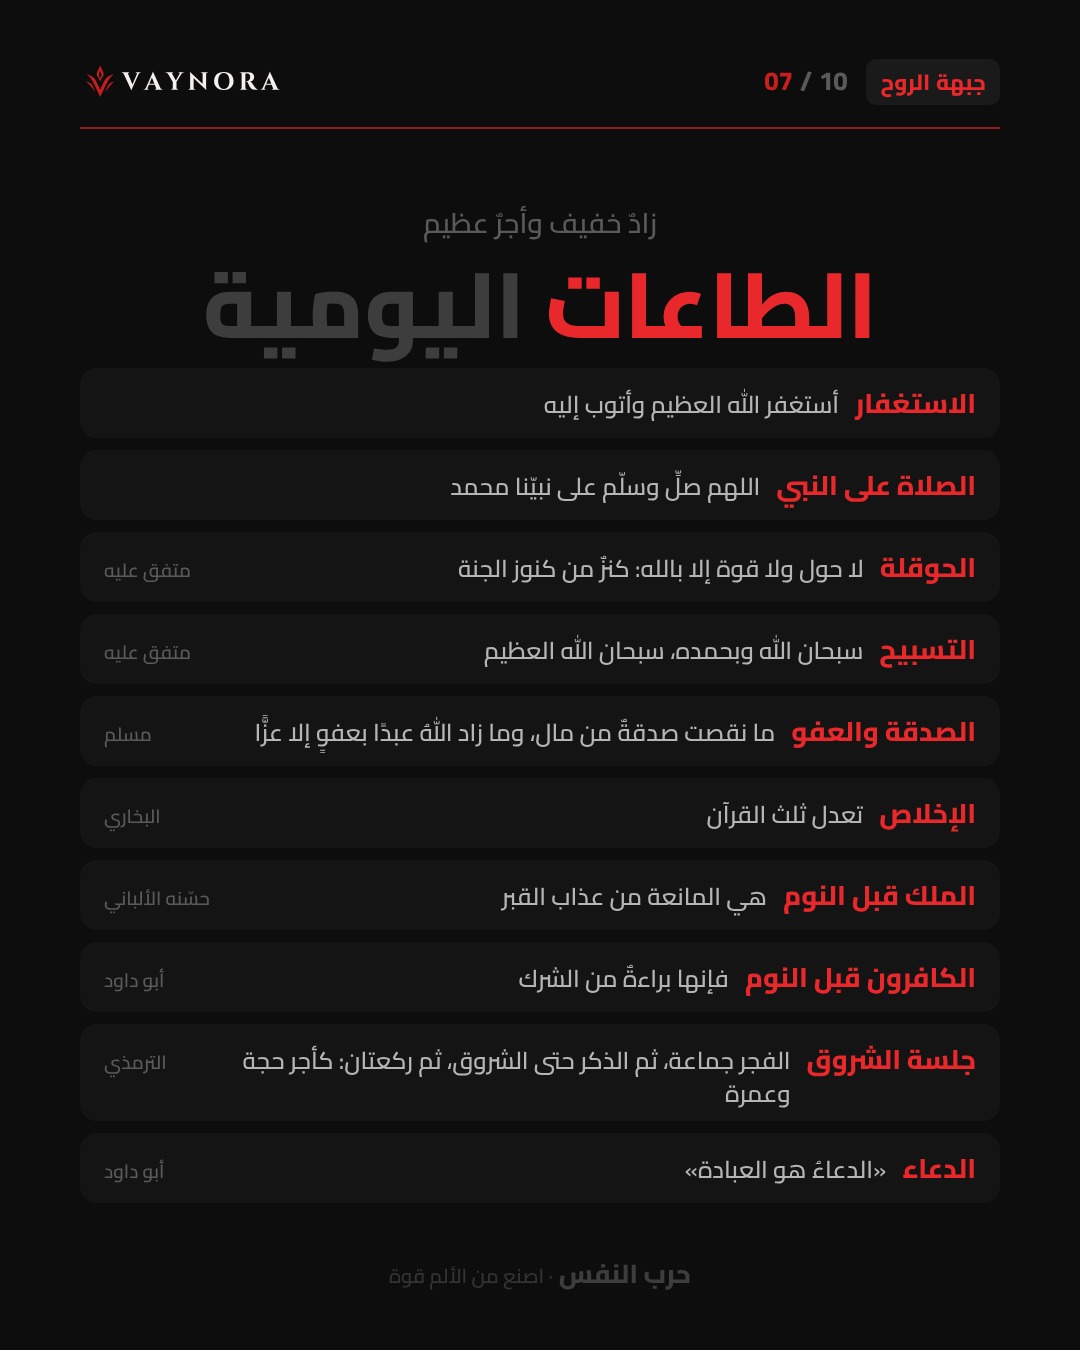 VAYNORA
جبهة الروح
07 / 10
زادٌ خفيف وأجرٌ عظيم
الطاعات اليومية
الاستغفار أستغفر الله العظيم وأتوب إليه
الصلاة على النبي اللهم صلِّ وسلّم على نبيّنا محمد
الحوقلة لا حول ولا قوة إلا بالله: كنزٌ من كنوز الجنة متفق عليه
التسبيح سبحان الله وبحمده، سبحان الله العظيم متفق عليه
الصدقة والعفو ما نقصت صدقةٌ من مال، وما زاد اللهُ عبدًا بعفوٍ إلا عزًّا مسلم
الإخلاص تعدل ثلث القرآن البخاري
الملك قبل النوم هي المانعة من عذاب القبر حسّنه الألباني
الكافرون قبل النوم فإنها براءةٌ من الشرك أبو داود
جلسة الشروق الفجر جماعة، ثم الذكر حتى الشروق، ثم ركعتان: كأجر حجة الترمذي
وعمرة
الدعاء «الدعاءُ هو العبادة» أبو داود
حرب النفس · اصنع من الألم قوة